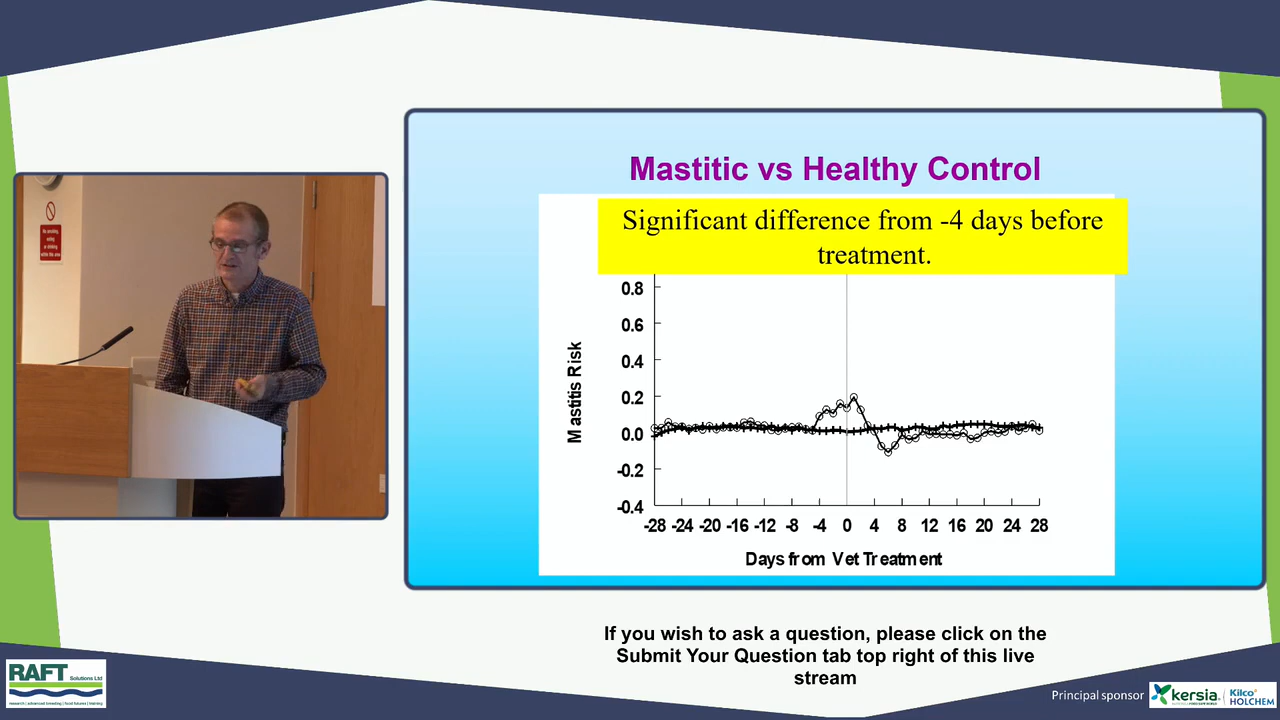 Mastitic vs Healthy Control
Significant difference from -4 days before
treatment.
0.8
0.6
0.4
0.2
0.0
-0.2
-0.4
Mastitis Risk
-28 -24 -20 -16 -12 -8 -4 0 4 8 12 16 20 24 28
Days from Vet Treatment
If you wish to ask a question, please click on the
Submit Your Question tab top right of this live
stream
RAFT
Solutions Ltd
research | advanced breeding | food futures | training
Principal sponsor
kersia
Kilco
HOLCHEM